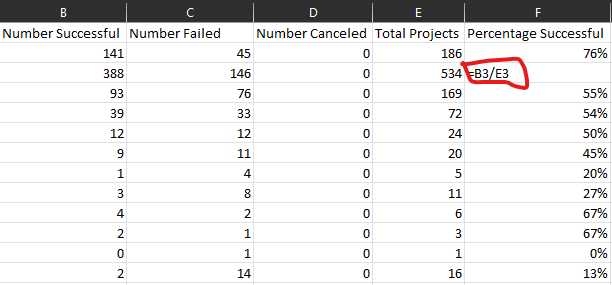 B C D E F
Number Successful Number Failed Number Canceled Total Projects Percentage Successful
141 45 0 186 76%
388 146 0 534 =B3/E3
93 76 0 169 55%
39 33 0 72 54%
12 12 0 24 50%
9 11 0 20 45%
1 4 0 5 20%
3 8 0 11 27%
4 2 0 6 67%
2 1 0 3 67%
0 1 0 1 0%
2 14 0 16 13%